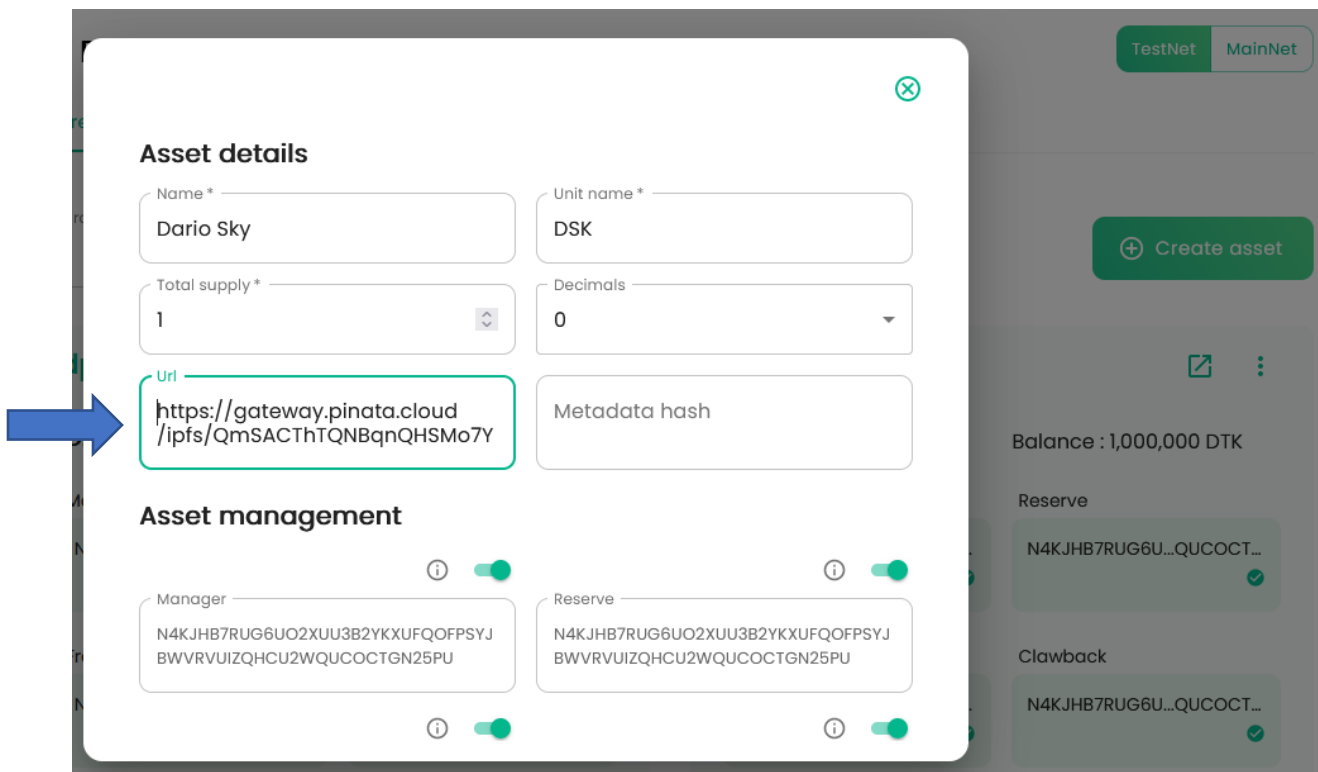 TestNet MainNet
Asset details
Name *
Dario Sky
Unit name *
DSK
Create asset
Total supply *
1
Decimals
0
Url
https://gateway.pinata.cloud
/ipfs/QmSACThTQNBqnQHSMo7Y
Metadata hash
Balance : 1,000,000 DTK
Asset management
Reserve
N4KJHB7RUG6U...QUCOCT...
Manager
N4KJHB7RUG6UO2XUU3B2YKXUFQOFPSYJ
BWVRVUIZQHCU2WQUCOCTGN25PU
Reserve
N4KJHB7RUG6UO2XUU3B2YKXUFQOFPSYJ
BWVRVUIZQHCU2WQUCOCTGN25PU
Clawback
N4KJHB7RUG6U...QUCOCT...